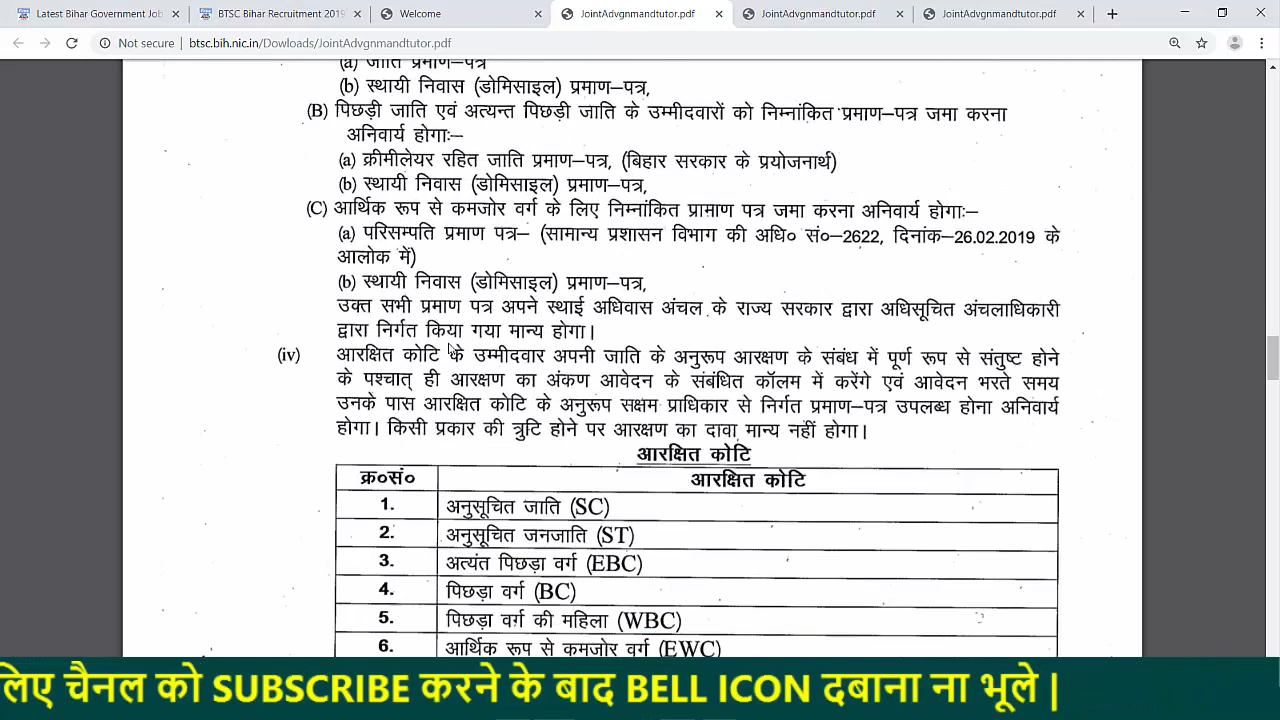 Latest Bihar Government Job
BTSC Bihar Recruitment 2019
Welcome
JointAdvgnmandtutor.pdf
JointAdvgnmandtutor.pdf
JointAdvgnmandtutor.pdf
Not secure | btsc.bih.nic.in/Dowloads/JointAdvgnmandtutor.pdf
(a) जाति प्रमाण–पत्र
(b) स्थायी निवास (डोमिसाइल) प्रमाण–पत्र,
(B) पिछड़ी जाति एवं अत्यन्त पिछड़ी जाति के उम्मीदवारों को निम्नांकित प्रमाण–पत्र जमा करना
अनिवार्य होगाः–
(a) क्रीमीलेयर रहित जाति प्रमाण–पत्र, (बिहार सरकार के प्रयोजनार्थ)
(b) स्थायी निवास (डोमिसाइल) प्रमाण–पत्र,
(C) आर्थिक रूप से कमजोर वर्ग के लिए निम्नांकित प्रामाण पत्र जमा करना अनिवार्य होगाः–
(a) परिसम्पति प्रमाण पत्र– (सामान्य प्रशासन विभाग की अधि० सं०–2622, दिनांक–26.02.2019 के
आलोक में)
(b) स्थायी निवास (डोमिसाइल) प्रमाण–पत्र,
उक्त सभी प्रमाण पत्र अपने स्थाई अधिवास अंचल के राज्य सरकार द्वारा अधिसूचित अंचलाधिकारी
द्वारा निर्गत किया गया मान्य होगा।
(iv) आरक्षित कोटि के उम्मीदवार अपनी जाति के अनुरूप आरक्षण के संबंध में पूर्ण रूप से संतुष्ट होने
के पश्चात् ही आरक्षण का अंकण आवेदन के संबंधित कॉलम में करेंगे एवं आवेदन भरते समय
उनके पास आरक्षित कोटि के अनुरूप सक्षम प्राधिकार से निर्गत प्रमाण–पत्र उपलब्ध होना अनिवार्य
होगा। किसी प्रकार की त्रुटि होने पर आरक्षण का दावा मान्य नहीं होगा।
आरक्षित कोटि
क्र०सं० आरक्षित कोटि
1. अनुसूचित जाति (SC)
2. अनुसूचित जनजाति (ST)
3. अत्यंत पिछड़ा वर्ग (EBC)
4. पिछड़ा वर्ग (BC)
5. पिछड़ा वर्ग की महिला (WBC)
6. आर्थिक रूप से कमजोर वर्ग (EWC)
लिए चैनल को SUBSCRIBE करने के बाद BELL ICON दबाना ना भूले |